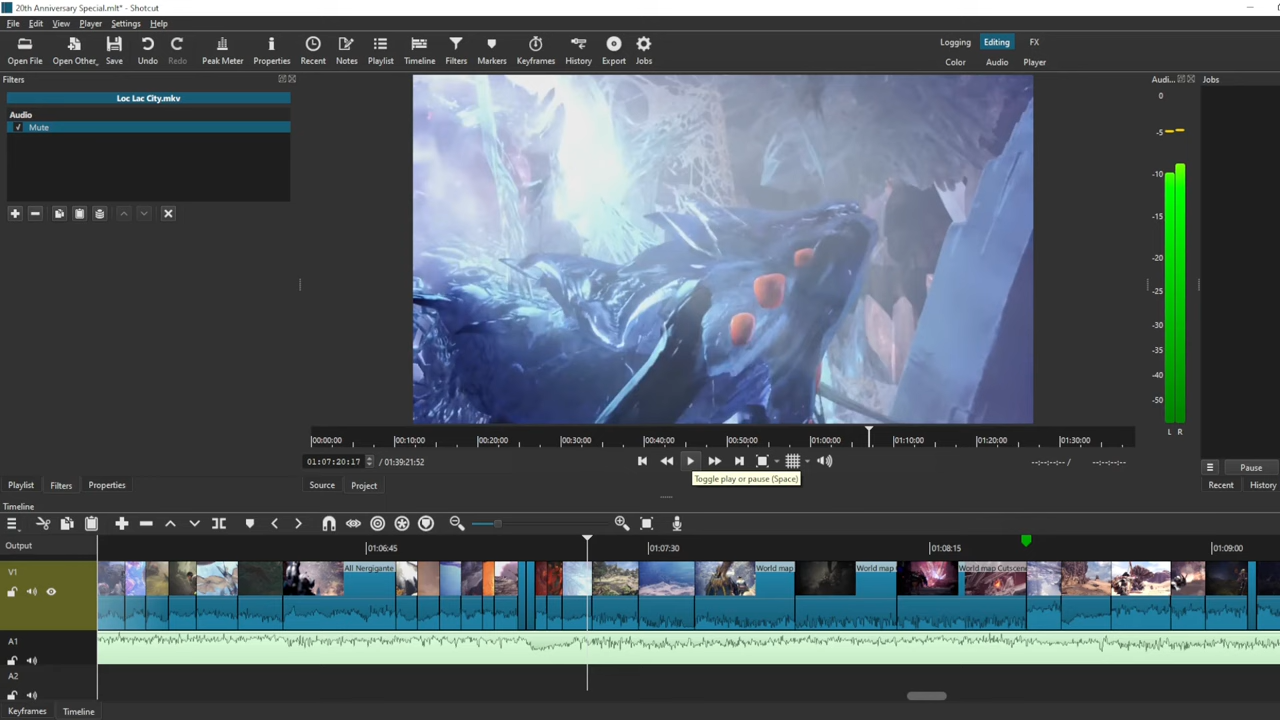 20th Anniversary Special.mlt* - Shotcut
File Edit View Player Settings Help
Open File Open Other... Save Undo Redo Peak Meter Properties Recent Notes Playlist Timeline Filters Markers Keyframes History Export Jobs
Logging Editing FX
Color Audio Player
Filters
Audi...
Jobs
Loc Lac City.mkv
Audio
Mute
0
-5
-10
-15
-20
-25
-30
-35
-40
-50
L R
00:00:00 00:10:00 00:20:00 00:30:00 00:40:00 00:50:00 01:00:00 01:10:00 01:20:00 01:30:00
01:07:20:17 / 01:39:21:52
--:--:--:-- / --:--:--:--
Toggle play or pause (Space)
Pause
Playlist Filters Properties
Source Project
Recent History
Timeline
Output
01:06:45 01:07:30 01:08:15 01:09:00
V1
All Nergigante
World map
World map
World map Cutscene
A1
A2
Keyframes Timeline